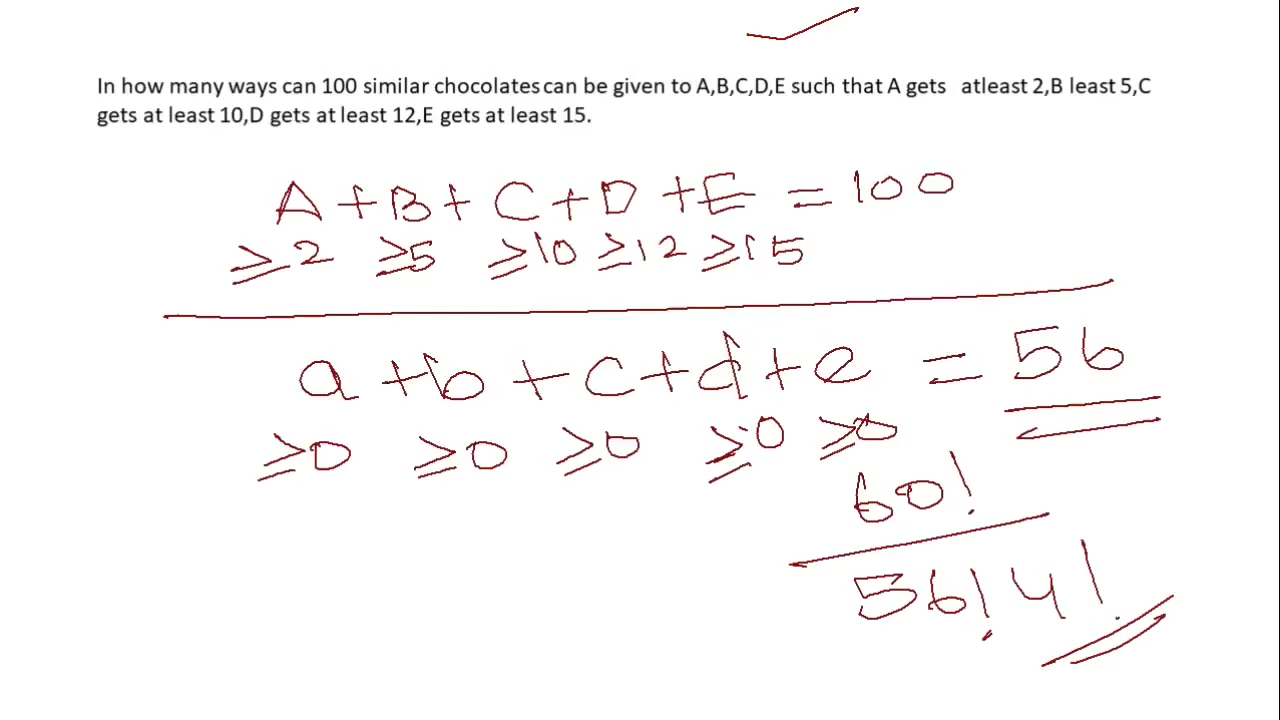 In how many ways can 100 similar chocolates can be given to A,B,C,D,E such that A gets atleast 2,B least 5,C
gets at least 10,D gets at least 12,E gets at least 15.
A + B + C + D + E = 100
≥2 ≥5 ≥10 ≥12 ≥15
a + b + c + d + e = 56
≥0 ≥0 ≥0 ≥0 ≥0
60!
56! 4!